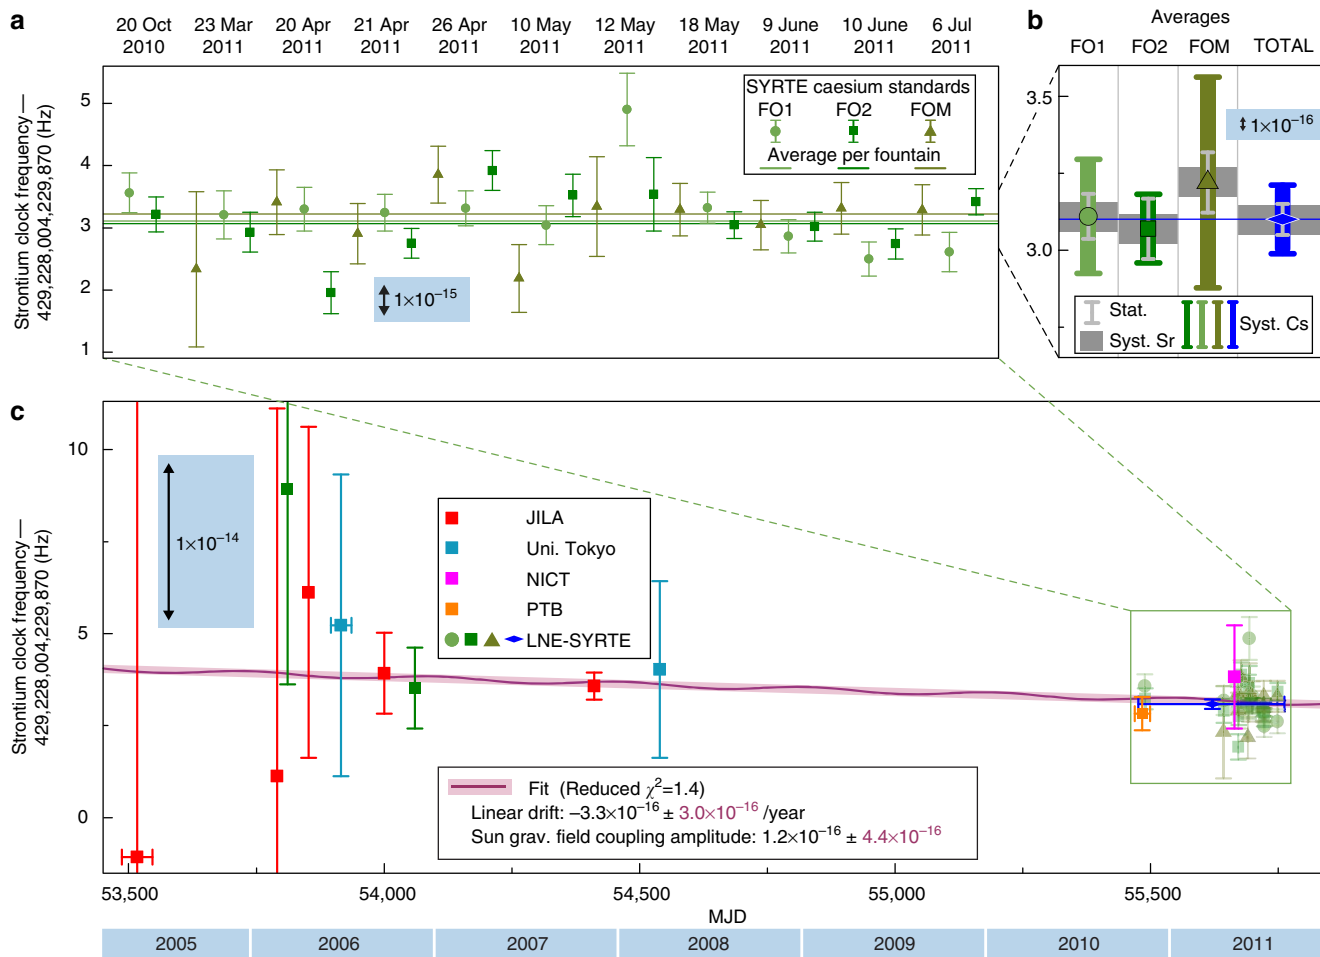 a
20 Oct 2010
23 Mar 2011
20 Apr 2011
21 Apr 2011
26 Apr 2011
10 May 2011
12 May 2011
18 May 2011
9 June 2011
10 June 2011
6 Jul 2011
Strontium clock frequency—
429,228,004,229,870 (Hz)
5
4
3
2
1
SYRTE caesium standards
FO1 FO2 FOM
Average per fountain
1×10⁻¹⁵
b
Averages
FO1 FO2 FOM TOTAL
3.5
3.0
1×10⁻¹⁶
Stat.
Syst. Sr
Syst. Cs
c
Strontium clock frequency—
429,228,004,229,870 (Hz)
10
5
0
1×10⁻¹⁴
JILA
Uni. Tokyo
NICT
PTB
LNE-SYRTE
Fit (Reduced χ²=1.4)
Linear drift: –3.3×10⁻¹⁶ ± 3.0×10⁻¹⁶ /year
Sun grav. field coupling amplitude: 1.2×10⁻¹⁶ ± 4.4×10⁻¹⁶
53,500 54,000 54,500 55,000 55,500
MJD
2005 2006 2007 2008 2009 2010 2011